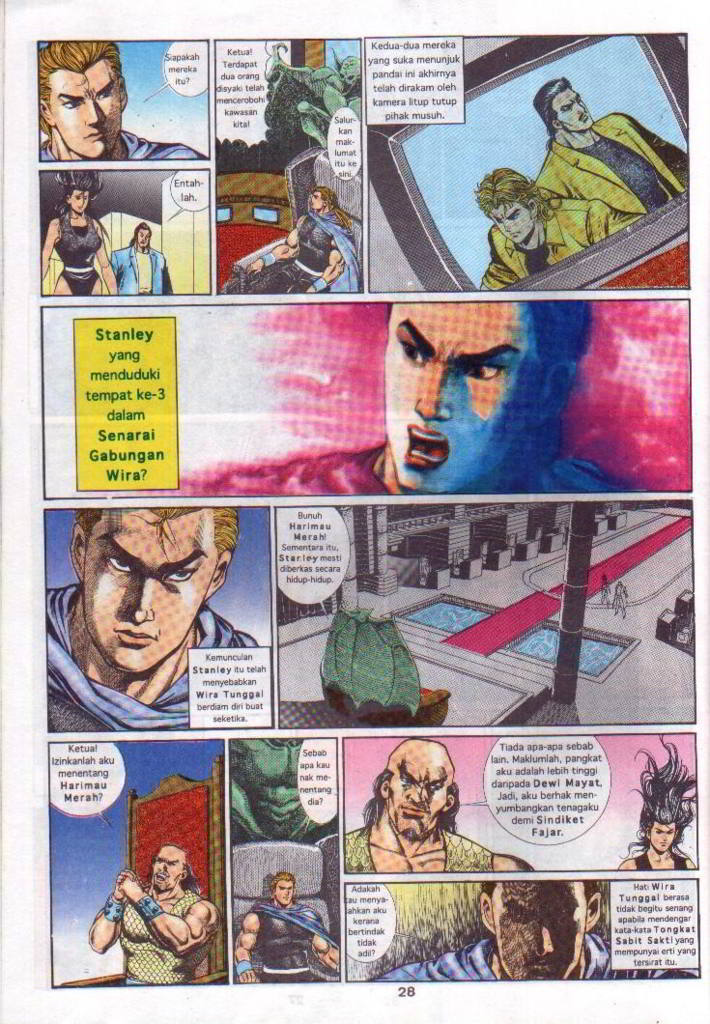 Siapakah
mereka
itu?
Entah-
lah.
Ketua!
Terdapat
dua orang
disyaki telah
mencerobohi
kawasan
kita!
Salur-
kan
mak-
lumat
itu ke
sini.
Kedua-dua mereka
yang suka menunjuk
pandai ini akhirnya
telah dirakam oleh
kamera litup tutup
pihak musuh.
Stanley
yang
menduduki
tempat ke-3
dalam
Senarai
Gabungan
Wira?
Kemunculan
Stanley itu telah
menyebabkan
Wira Tunggal
berdiam diri buat
seketika.
Bunuh
Harimau
Merah!
Sementara itu,
Stanley mesti
diberkas secara
hidup-hidup.
Ketua!
Izinkanlah aku
menentang
Harimau
Merah?
Sebab
apa kau
nak me-
nentang
dia?
Tiada apa-apa sebab
lain. Maklumlah, pangkat
aku adalah lebih tinggi
daripada Dewi Mayat.
Jadi, aku berhak men-
yumbangkan tenagaku
demi Sindiket
Fajar.
Adakah
kau menya-
lahkan aku
kerana
bertindak
tidak
adil?
Hati Wira
Tunggal berasa
tidak begitu senang
apabila mendengar
kata-kata Tongkat
Sabit Sakti yang
mempunyai erti yang
tersirat itu.
28